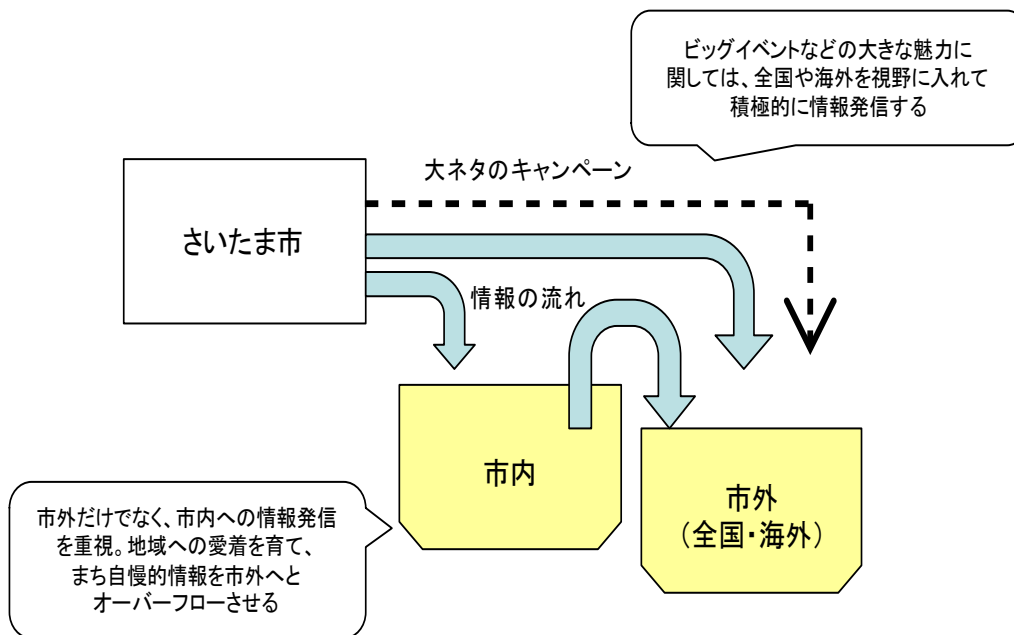 ビッグイベントなどの大きな魅力に
関しては、全国や海外を視野に入れて
積極的に情報発信する
大ネタのキャンペーン
さいたま市
情報の流れ
市内
市外
（全国・海外）
市外だけでなく、市内への情報発信
を重視。地域への愛着を育て、
まち自慢的情報を市外へと
オーバーフローさせる